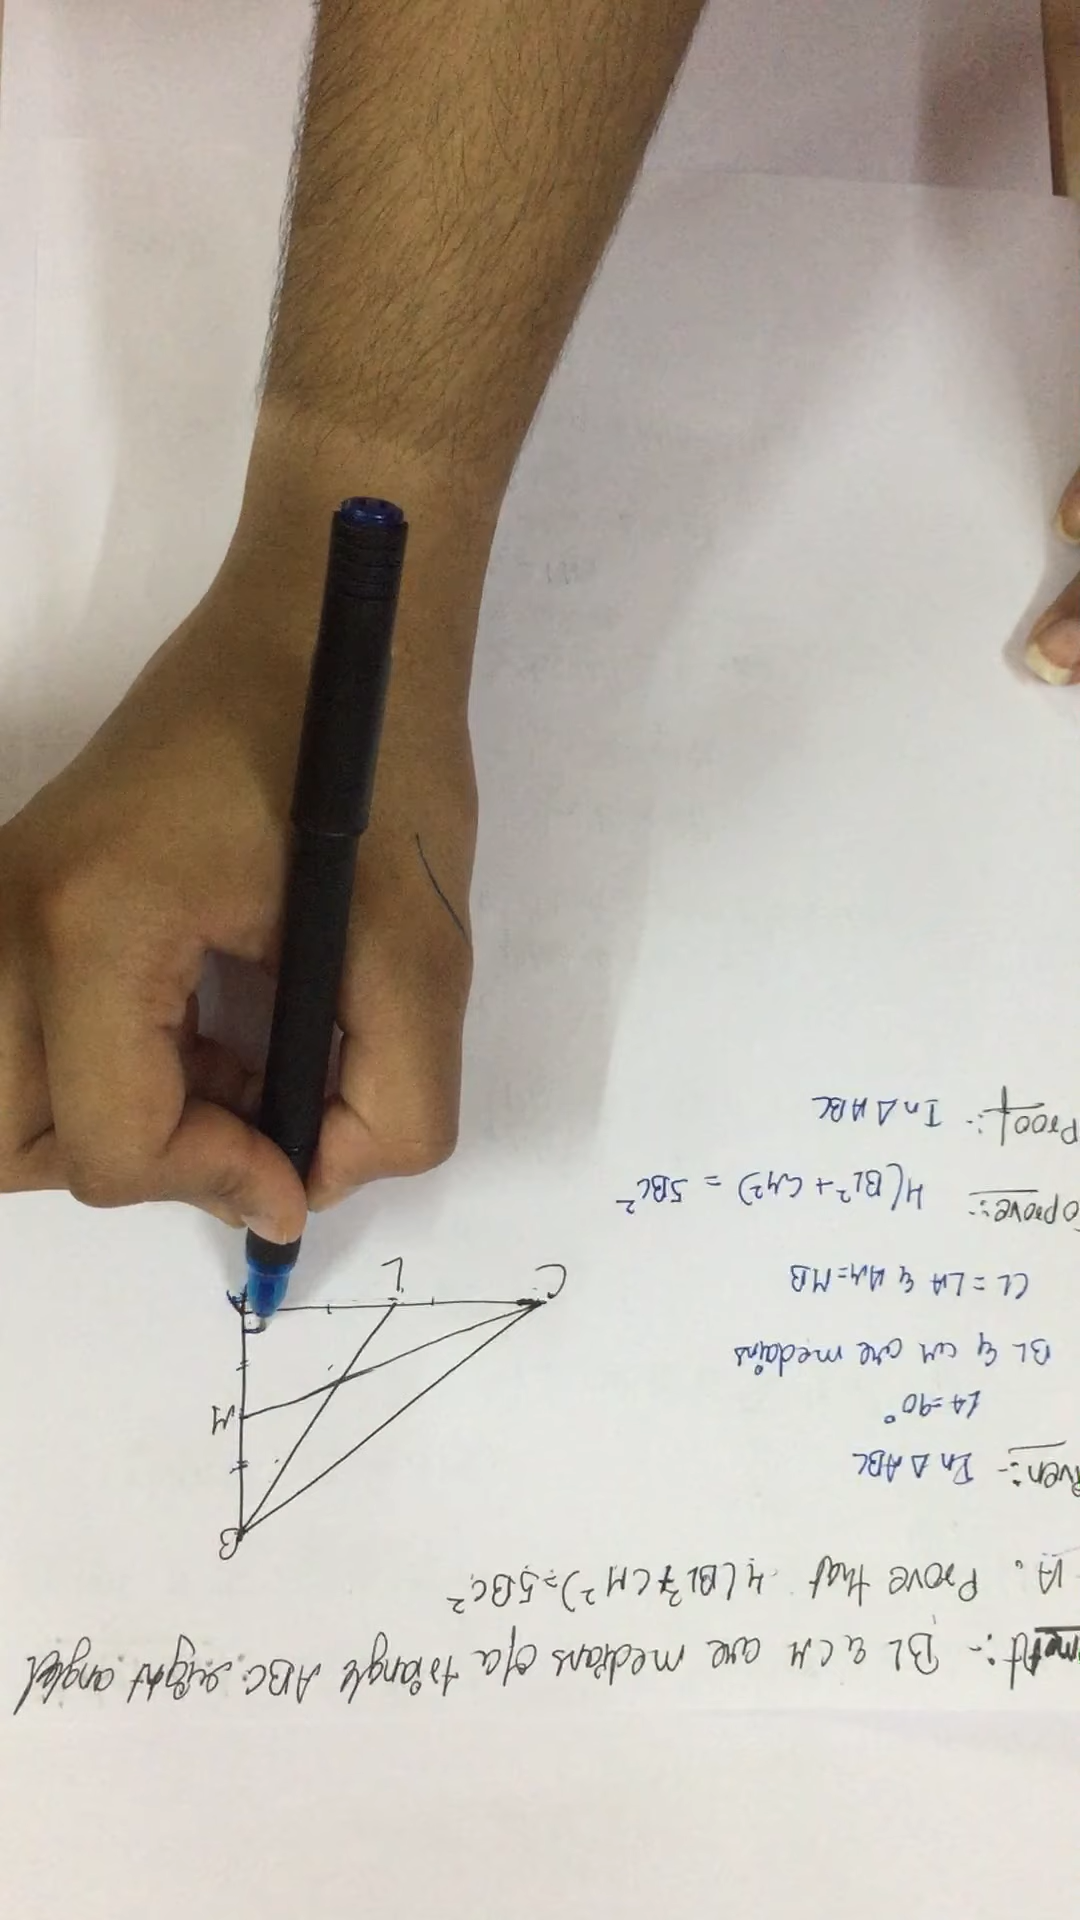 ment :- BL & CM are medians of a triangle ABC right angled
A. Prove that 4(BL² + CM²) = 5BC²
iven :- In △ ABC
∠A = 90°
BL & CM are medians
CL = LA & AM = MB
To prove :- 4(BL² + CM²) = 5BC²
Proof :- In △ ABC
B
M
L
C